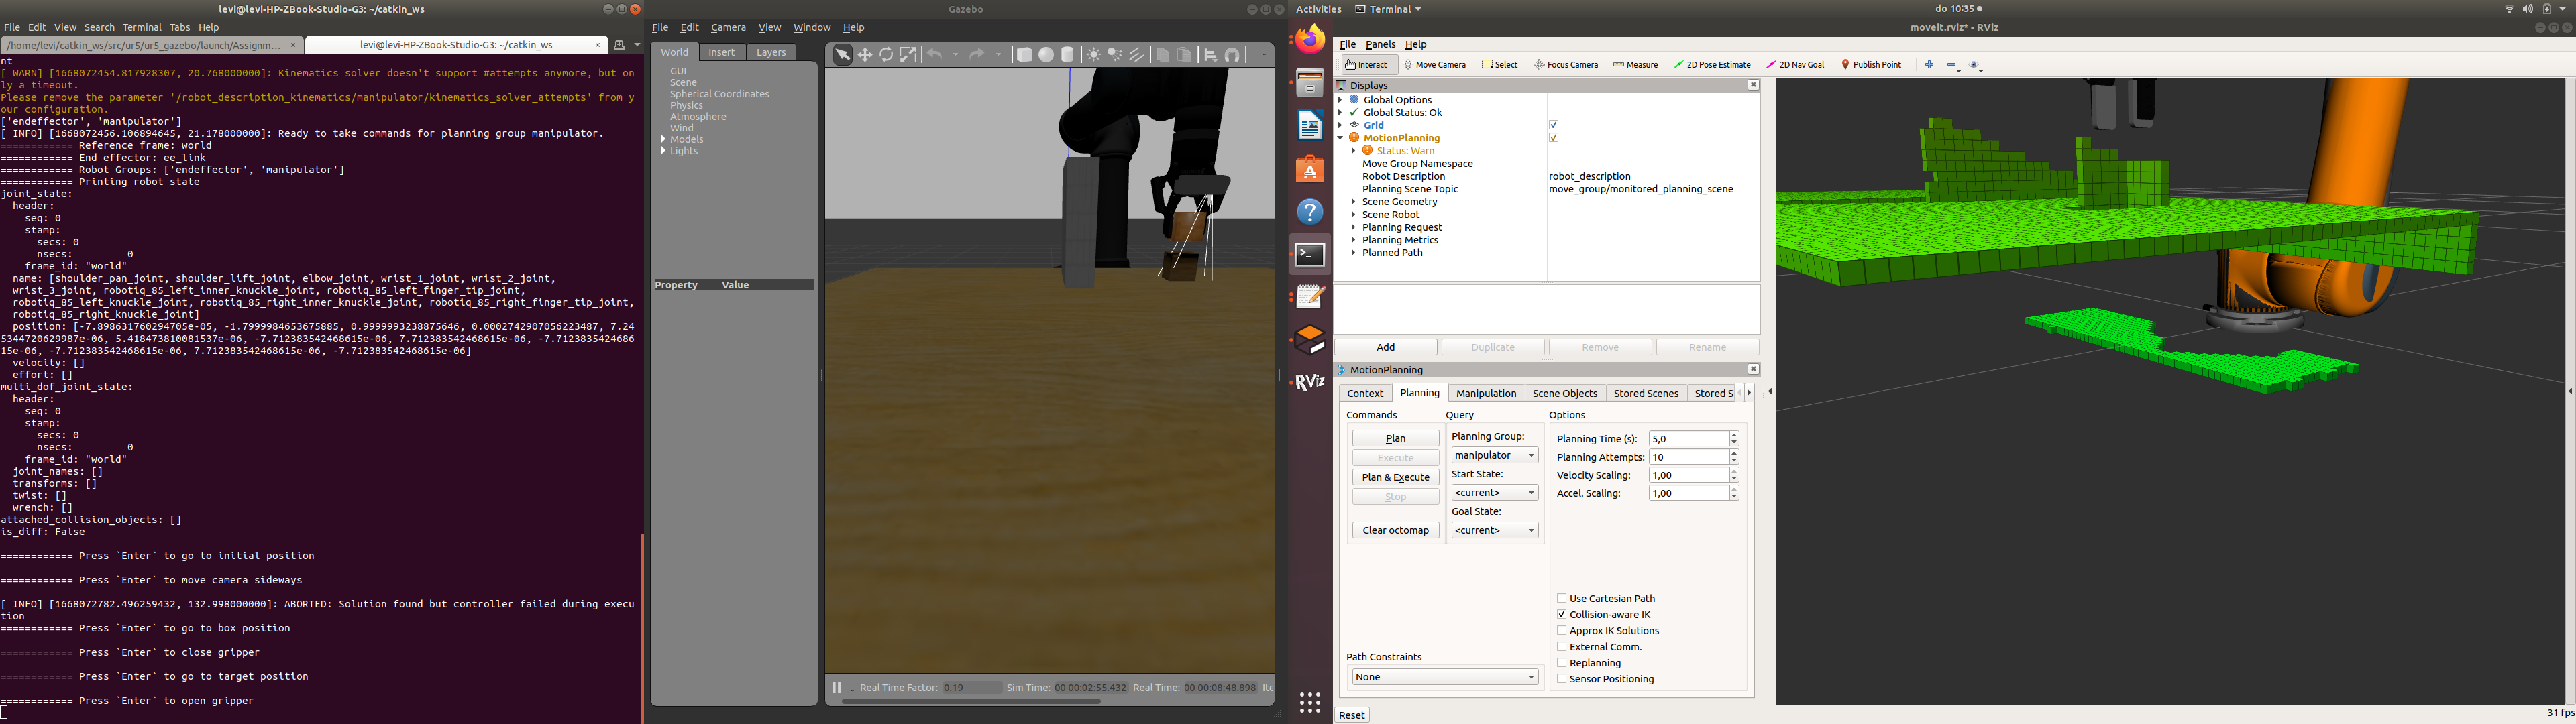 levi@levi-HP-ZBook-Studio-G3: ~/catkin_ws
File Edit View Search Terminal Tabs Help
/home/levi/catkin_ws/src/ur5/ur5_gazebo/launch/Assignm... ×
levi@levi-HP-ZBook-Studio-G3: ~/catkin_ws ×
nt
[ WARN] [1668072454.817928307, 20.768000000]: Kinematics solver doesn't support #attempts anymore, but on
ly a timeout.
Please remove the parameter '/robot_description_kinematics/manipulator/kinematics_solver_attempts' from y
our configuration.
['endeffector', 'manipulator']
[ INFO] [1668072456.106894645, 21.178000000]: Ready to take commands for planning group manipulator.
============ Reference frame: world
============ End effector: ee_link
============ Robot Groups: ['endeffector', 'manipulator']
============ Printing robot state
joint_state:
header:
seq: 0
stamp:
secs: 0
nsecs: 0
frame_id: "world"
name: [shoulder_pan_joint, shoulder_lift_joint, elbow_joint, wrist_1_joint, wrist_2_joint,
wrist_3_joint, robotiq_85_left_inner_knuckle_joint, robotiq_85_left_finger_tip_joint,
robotiq_85_left_knuckle_joint, robotiq_85_right_inner_knuckle_joint, robotiq_85_right_finger_tip_joint,
robotiq_85_right_knuckle_joint]
position: [-7.898631760294705e-05, -1.7999984653675885, 0.9999993238875646, 0.0002742907056223487, 7.24
5344720629987e-06, 5.418473810081537e-06, -7.712383542468615e-06, 7.712383542468615e-06, -7.7123835424686
15e-06, -7.712383542468615e-06, 7.712383542468615e-06, -7.712383542468615e-06]
velocity: []
effort: []
multi_dof_joint_state:
header:
seq: 0
stamp:
secs: 0
nsecs: 0
frame_id: "world"
joint_names: []
transforms: []
twist: []
wrench: []
attached_collision_objects: []
is_diff: False
============ Press `Enter` to go to initial position
============ Press `Enter` to move camera sideways
[ INFO] [1668072782.496259432, 132.998000000]: ABORTED: Solution found but controller failed during execu
tion
============ Press `Enter` to go to box position
============ Press `Enter` to close gripper
============ Press `Enter` to go to target position
============ Press `Enter` to open gripper
Gazebo
File Edit Camera View Window Help
World Insert Layers
GUI
Scene
Spherical Coordinates
Physics
Atmosphere
Wind
Models
Lights
Property Value
Real Time Factor: 0.19 Sim Time: 00 00:02:55.432 Real Time: 00 00:08:48.898 Ite
Activities Terminal do 10:35
moveit.rviz* - RViz
File Panels Help
Interact Move Camera Select Focus Camera Measure 2D Pose Estimate 2D Nav Goal Publish Point
Displays
Global Options
Global Status: Ok
Grid
MotionPlanning
Status: Warn
Move Group Namespace
Robot Description robot_description
Planning Scene Topic move_group/monitored_planning_scene
Scene Geometry
Scene Robot
Planning Request
Planning Metrics
Planned Path
Add Duplicate Remove Rename
RViz
MotionPlanning
Context Planning Manipulation Scene Objects Stored Scenes Stored S
Commands Query Options
Plan
Execute
Plan & Execute
Stop
Clear octomap
Planning Group:
manipulator
Start State:
<current>
Goal State:
<current>
Planning Time (s): 5,0
Planning Attempts: 10
Velocity Scaling: 1,00
Accel. Scaling: 1,00
Use Cartesian Path
Collision-aware IK
Approx IK Solutions
External Comm.
Replanning
Sensor Positioning
Path Constraints
None
Reset
31 fps